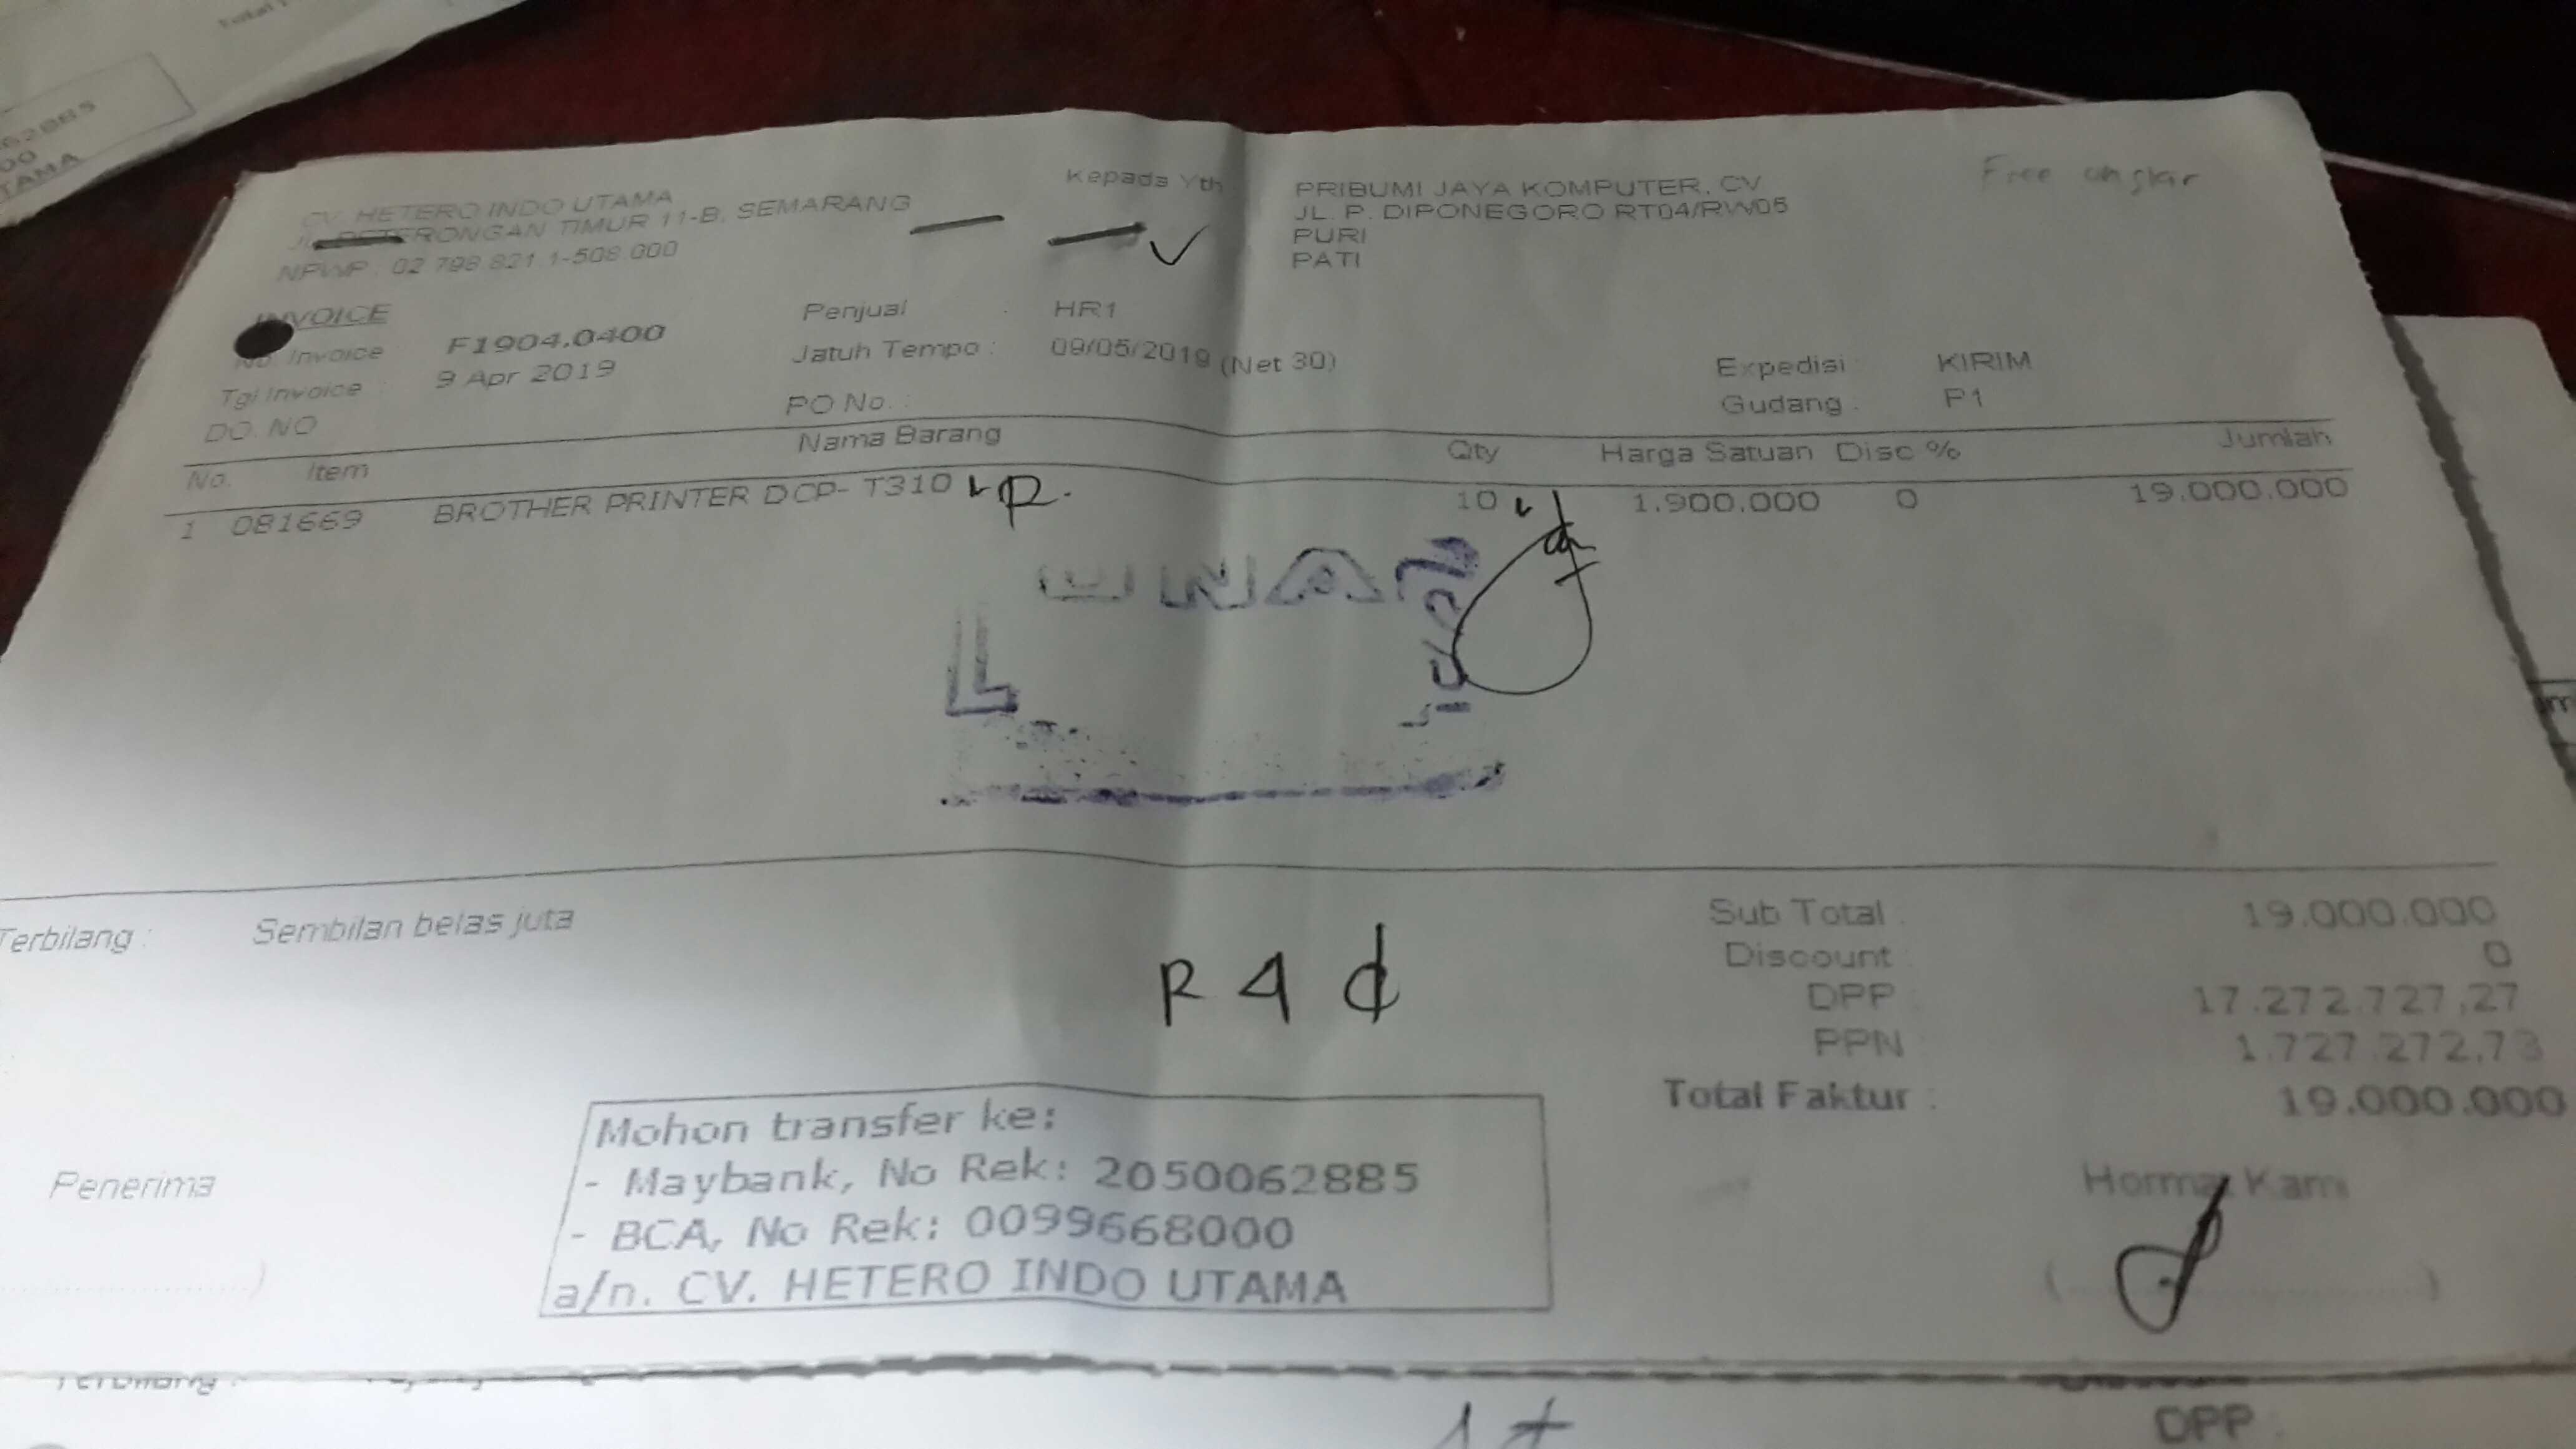 CV. HETERO INDO UTAMA
JL. PETERONGAN TIMUR 11-B, SEMARANG
NPWP : 02 798 821.1-508 000
Kepada Yth
PRIBUMI JAYA KOMPUTER, CV
JL. P. DIPONEGORO RT04/RW05
PURI
PATI
Free
INVOICE
No. Invoice : F1904.0400
Tgl Invoice : 9 Apr 2019
DO. NO
Penjual : HR1
Jatuh Tempo : 09/05/2019 (Net 30)
PO No. :
Expedisi : KIRIM
Gudang : P1
No. Item Nama Barang Qty Harga Satuan Disc % Jumlah
1 081669 BROTHER PRINTER DCP- T310 10 1.900.000 0 19.000.000
Terbilang : Sembilan belas juta
R 4
Sub Total : 19.000.000
Discount : 0
DPP : 17.272.727,27
PPN : 1.727.272,73
Total Faktur : 19.000.000
Mohon transfer ke:
- Maybank, No Rek: 2050062885
- BCA, No Rek: 0099668000
a/n. CV. HETERO INDO UTAMA
Penerima
Hormat Kami
Terbilang :
DPP